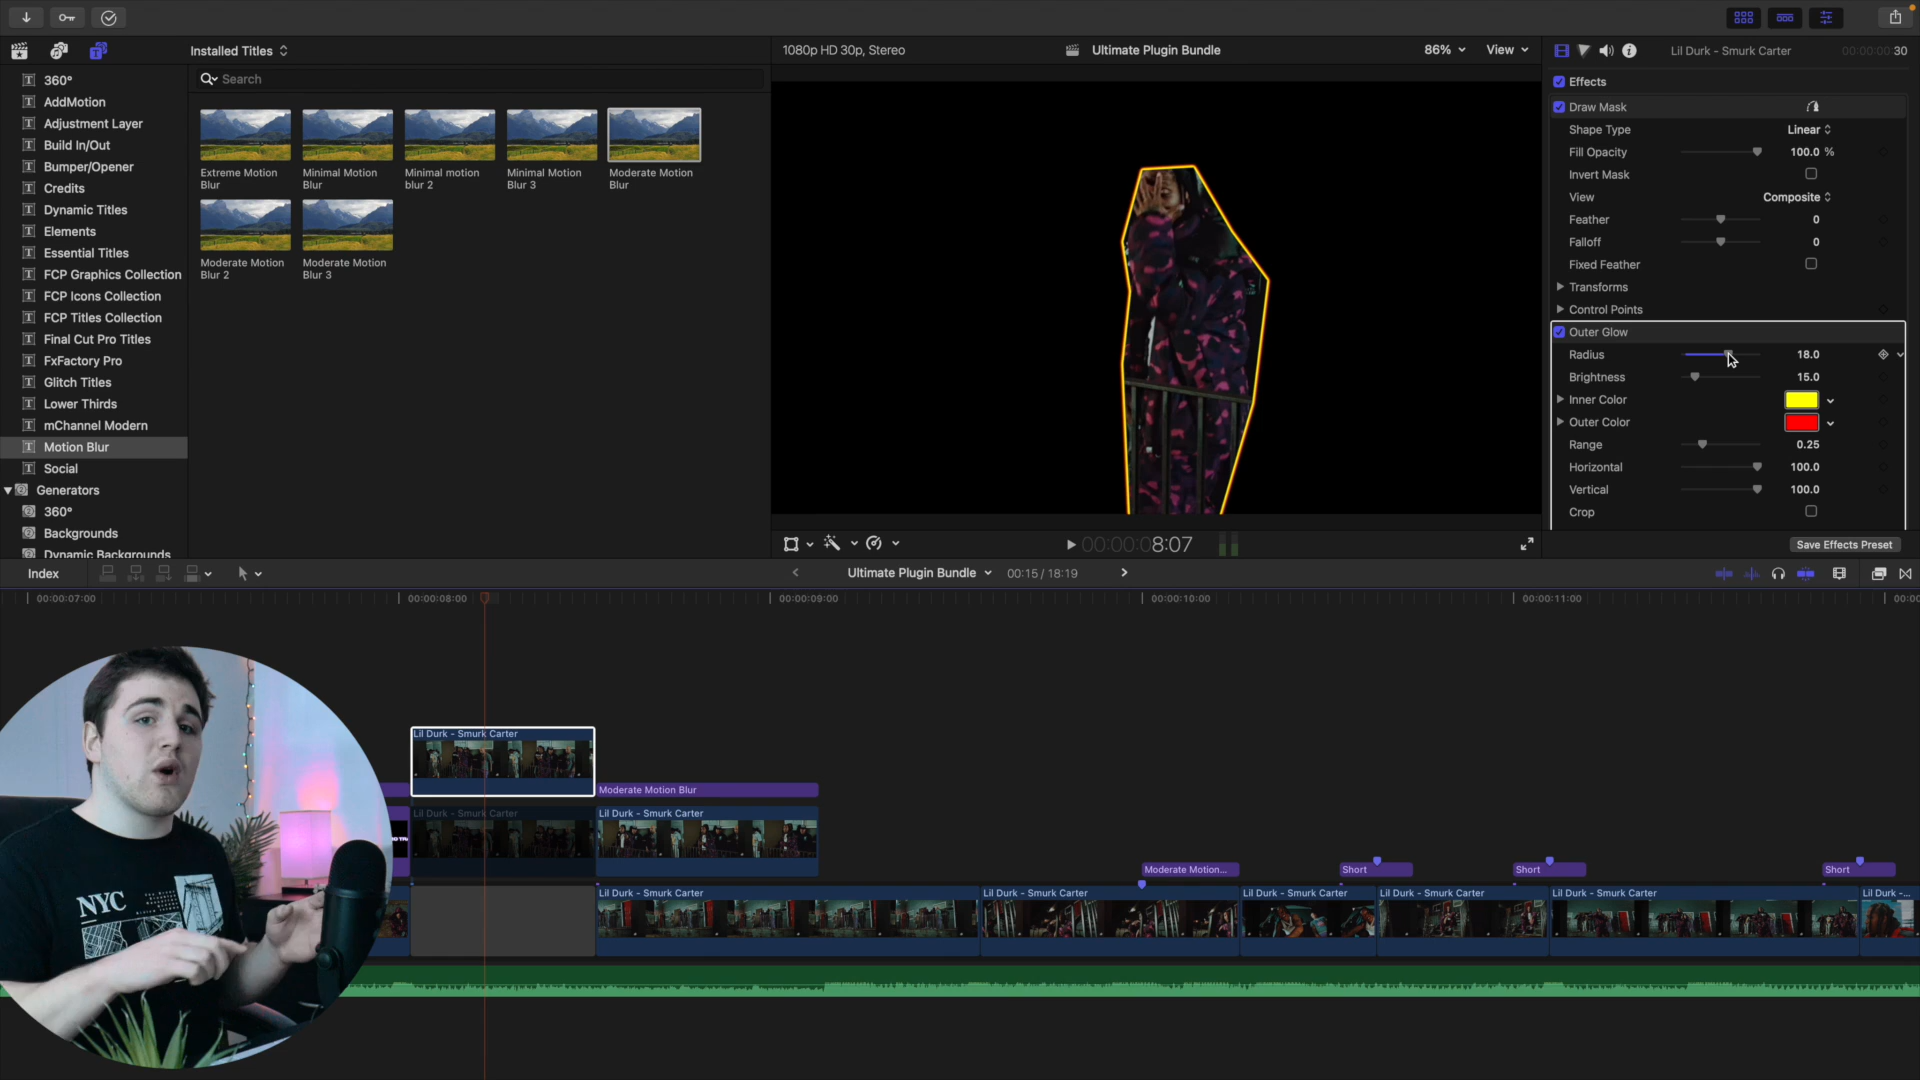 Installed Titles
1080p HD 30p, Stereo
Ultimate Plugin Bundle
86%
View
Lil Durk - Smurk Carter
00:00:00:30
360°
AddMotion
Adjustment Layer
Build In/Out
Bumper/Opener
Credits
Dynamic Titles
Elements
Essential Titles
FCP Graphics Collection
FCP Icons Collection
FCP Titles Collection
Final Cut Pro Titles
FxFactory Pro
Glitch Titles
Lower Thirds
mChannel Modern
Motion Blur
Social
Generators
360°
Backgrounds
Dynamic Backgrounds
Search
Extreme Motion
Blur
Minimal Motion
Blur
Minimal motion
blur 2
Minimal Motion
Blur 3
Moderate Motion
Blur
Moderate Motion
Blur 2
Moderate Motion
Blur 3
Effects
Draw Mask
Shape Type
Linear
Fill Opacity
100.0 %
Invert Mask
View
Composite
Feather
0
Falloff
0
Fixed Feather
Transforms
Control Points
Outer Glow
Radius
18.0
Brightness
15.0
Inner Color
Outer Color
Range
0.25
Horizontal
100.0
Vertical
100.0
Crop
Save Effects Preset
00:00:08:07
Index
Ultimate Plugin Bundle
00:15 / 18:19
00:00:07:00
00:00:08:00
00:00:09:00
00:00:10:00
00:00:11:00
Lil Durk - Smurk Carter
Moderate Motion Blur
Lil Durk - Smurk Carter
Lil Durk - Smurk Carter
Moderate Motion...
Short
Short
Short
Lil Durk - Smurk Carter
Lil Durk - Smurk Carter
Lil Durk - Smurk Carter
Lil Durk - Smurk Carter
Lil Durk - Smurk Carter
Lil Durk -...
NYC